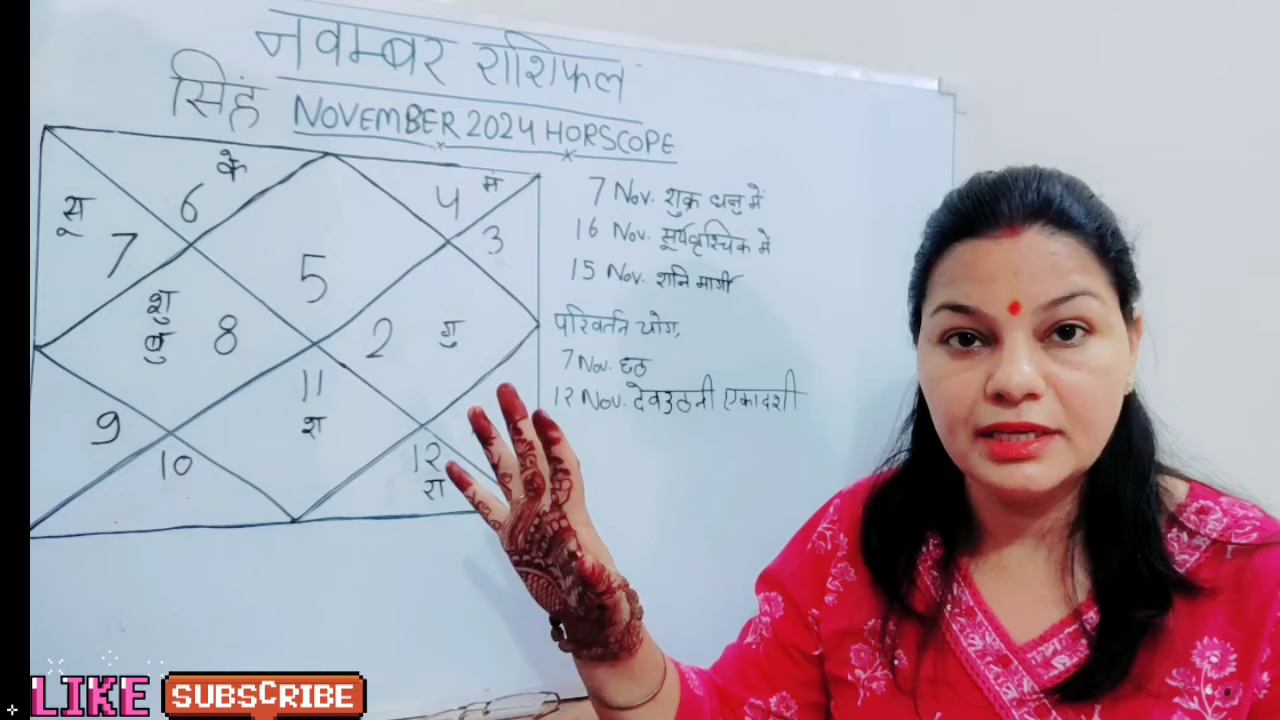 नवम्बर राशिफल
सिहं NOVEMBER 2024 HORSCOPE
के
6
सू
7
5
4 मं
3
शु
बु
8
2 गु
11
श
9
10
12
रा
7 Nov. शुक्र धनु में
16 Nov. सूर्य वृश्चिक में
15 Nov. शनि मार्गी
परिवर्तन योग,
7 Nov. छठ
12 Nov. देवउठनी एकादशी
LIKE SUBSCRIBE